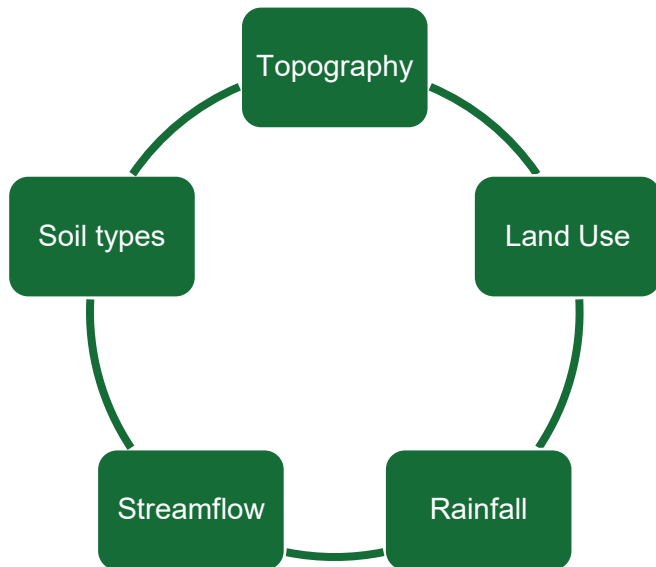 Topography
Soil types
Land Use
Streamflow
Rainfall